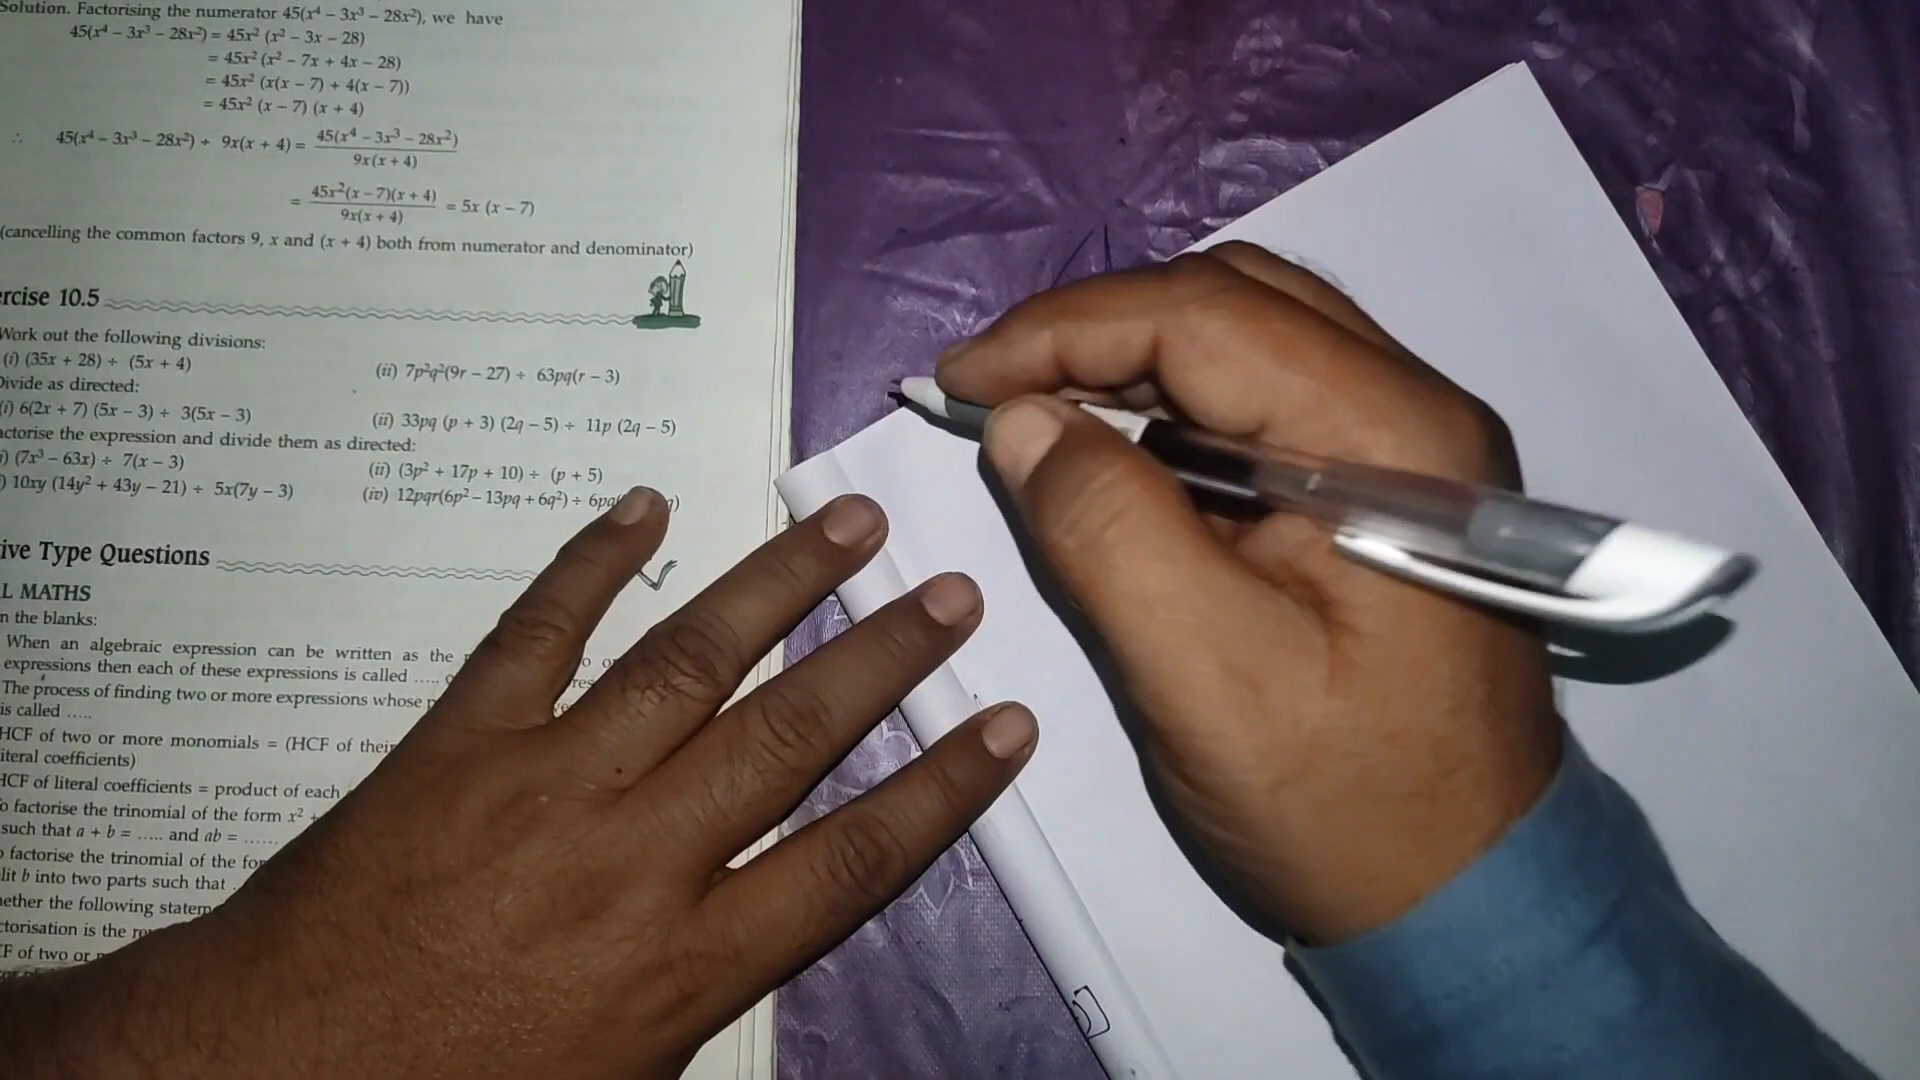 Solution. Factorising the numerator 45(x⁴ – 3x³ – 28x²), we have
45(x⁴ – 3x³ – 28x²) = 45x² (x² – 3x – 28)
= 45x² (x² – 7x + 4x – 28)
= 45x² (x(x – 7) + 4(x – 7))
= 45x² (x – 7) (x + 4)
∴ 45(x⁴ – 3x³ – 28x²) ÷ 9x(x + 4) = 45(x⁴ – 3x³ – 28x²)
9x(x + 4)
= 45x²(x – 7)(x + 4) = 5x (x – 7)
9x(x + 4)
(cancelling the common factors 9, x and (x + 4) both from numerator and denominator)
rcise 10.5
Work out the following divisions:
(i) (35x + 28) ÷ (5x + 4) (ii) 7p²q²(9r – 27) ÷ 63pq(r – 3)
Divide as directed:
(i) 6(2x + 7) (5x – 3) ÷ 3(5x – 3) (ii) 33pq (p + 3) (2q – 5) ÷ 11p (2q – 5)
actorise the expression and divide them as directed:
i) (7x³ – 63x) ÷ 7(x – 3) (ii) (3p² + 17p + 10) ÷ (p + 5)
) 10xy (14y² + 43y – 21) ÷ 5x(7y – 3) (iv) 12pqr(6p² – 13pq + 6q²) ÷ 6pq( q)
ive Type Questions
L MATHS
n the blanks:
When an algebraic expression can be written as the
expressions then each of these expressions is called .....
The process of finding two or more expressions whose
is called .....
HCF of two or more monomials = (HCF of their
literal coefficients)
HCF of literal coefficients = product of each
o factorise the trinomial of the form x² +
such that a + b = ..... and ab = ......
o factorise the trinomial of the
lit b into two parts such that .
hether the following
ctorisation is the
F of two or